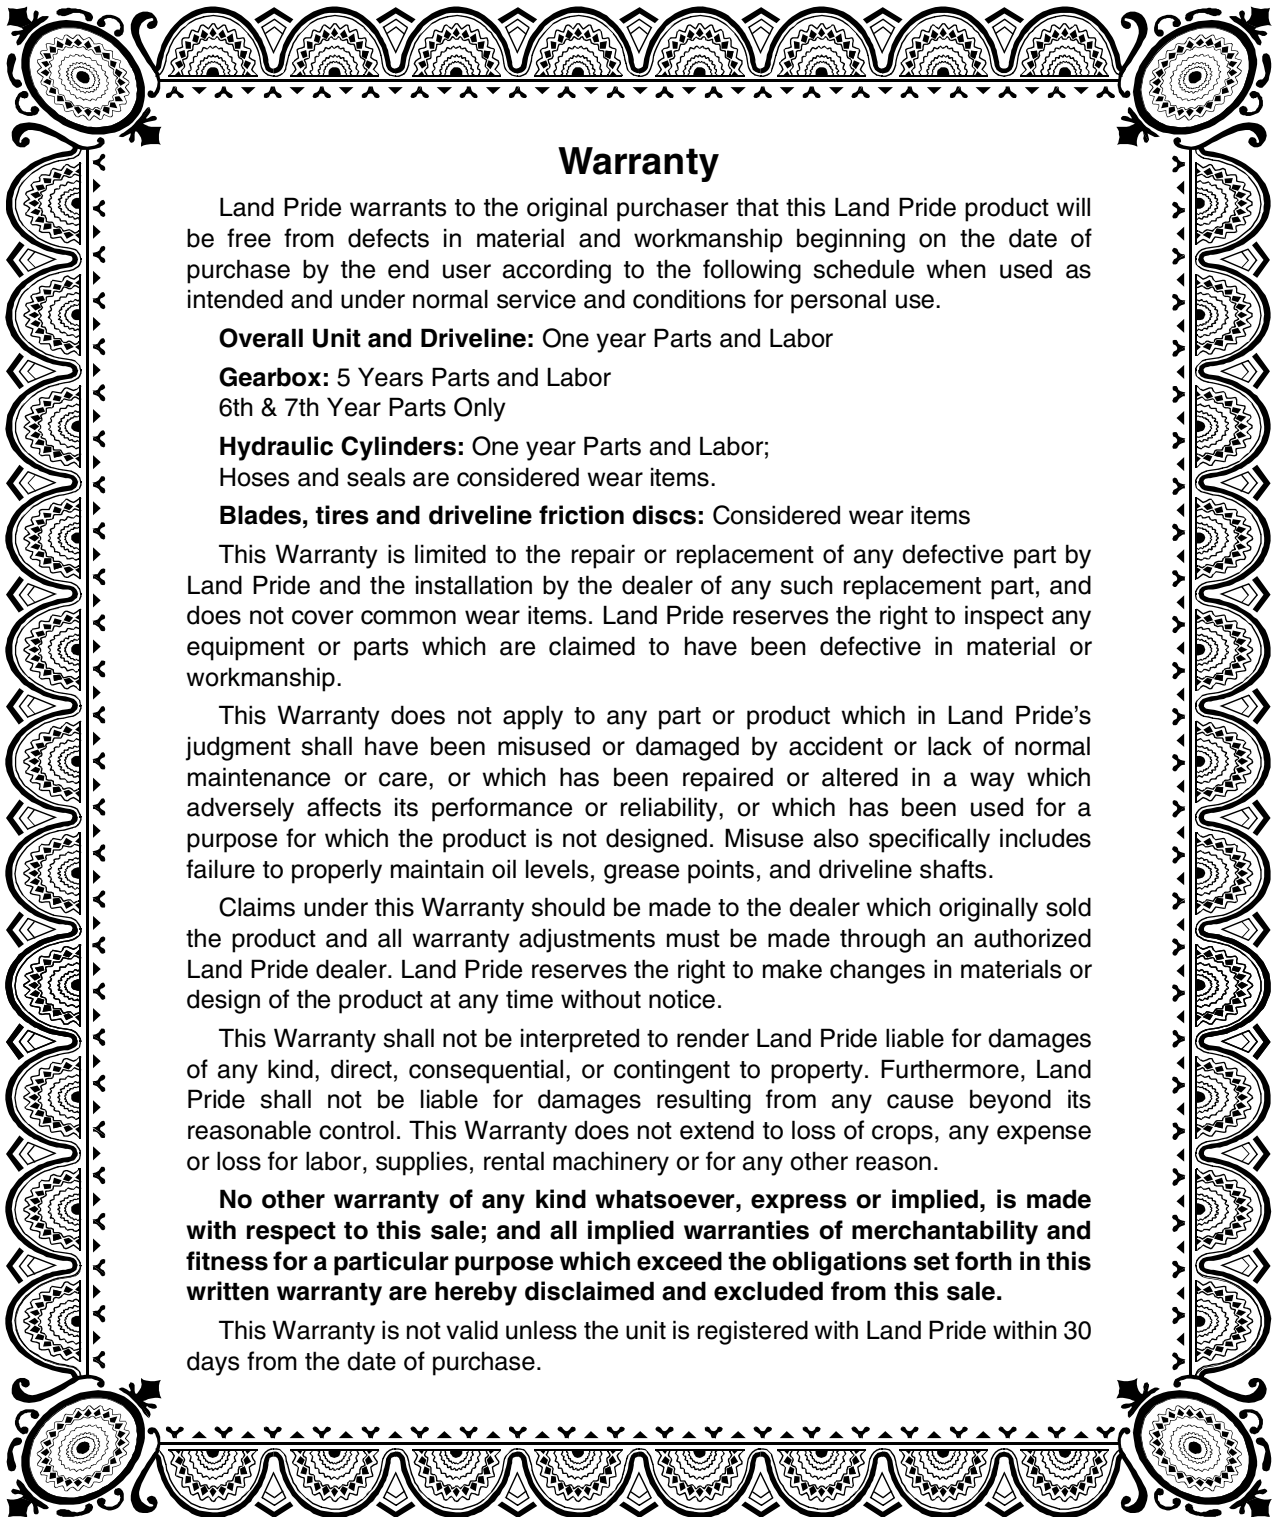 Warranty
Land Pride warrants to the original purchaser that this Land Pride product will
be free from defects in material and workmanship beginning on the date of
purchase by the end user according to the following schedule when used as
intended and under normal service and conditions for personal use.
Overall Unit and Driveline: One year Parts and Labor
Gearbox: 5 Years Parts and Labor
6th & 7th Year Parts Only
Hydraulic Cylinders: One year Parts and Labor;
Hoses and seals are considered wear items.
Blades, tires and driveline friction discs: Considered wear items
This Warranty is limited to the repair or replacement of any defective part by
Land Pride and the installation by the dealer of any such replacement part, and
does not cover common wear items. Land Pride reserves the right to inspect any
equipment or parts which are claimed to have been defective in material or
workmanship.
This Warranty does not apply to any part or product which in Land Pride’s
judgment shall have been misused or damaged by accident or lack of normal
maintenance or care, or which has been repaired or altered in a way which
adversely affects its performance or reliability, or which has been used for a
purpose for which the product is not designed. Misuse also specifically includes
failure to properly maintain oil levels, grease points, and driveline shafts.
Claims under this Warranty should be made to the dealer which originally sold
the product and all warranty adjustments must be made through an authorized
Land Pride dealer. Land Pride reserves the right to make changes in materials or
design of the product at any time without notice.
This Warranty shall not be interpreted to render Land Pride liable for damages
of any kind, direct, consequential, or contingent to property. Furthermore, Land
Pride shall not be liable for damages resulting from any cause beyond its
reasonable control. This Warranty does not extend to loss of crops, any expense
or loss for labor, supplies, rental machinery or for any other reason.
No other warranty of any kind whatsoever, express or implied, is made
with respect to this sale; and all implied warranties of merchantability and
fitness for a particular purpose which exceed the obligations set forth in this
written warranty are hereby disclaimed and excluded from this sale.
This Warranty is not valid unless the unit is registered with Land Pride within 30
days from the date of purchase.